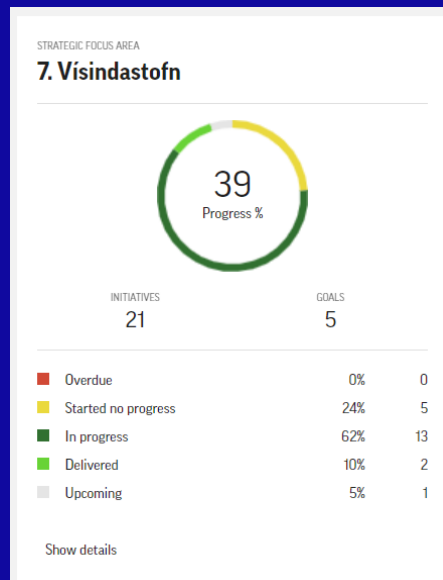 STRATEGIC FOCUS AREA
7. Vísindastofn
39
Progress %
INITIATIVES GOALS
21 5
Overdue 0% 0
Started no progress 24% 5
In progress 62% 13
Delivered 10% 2
Upcoming 5% 1
Show details